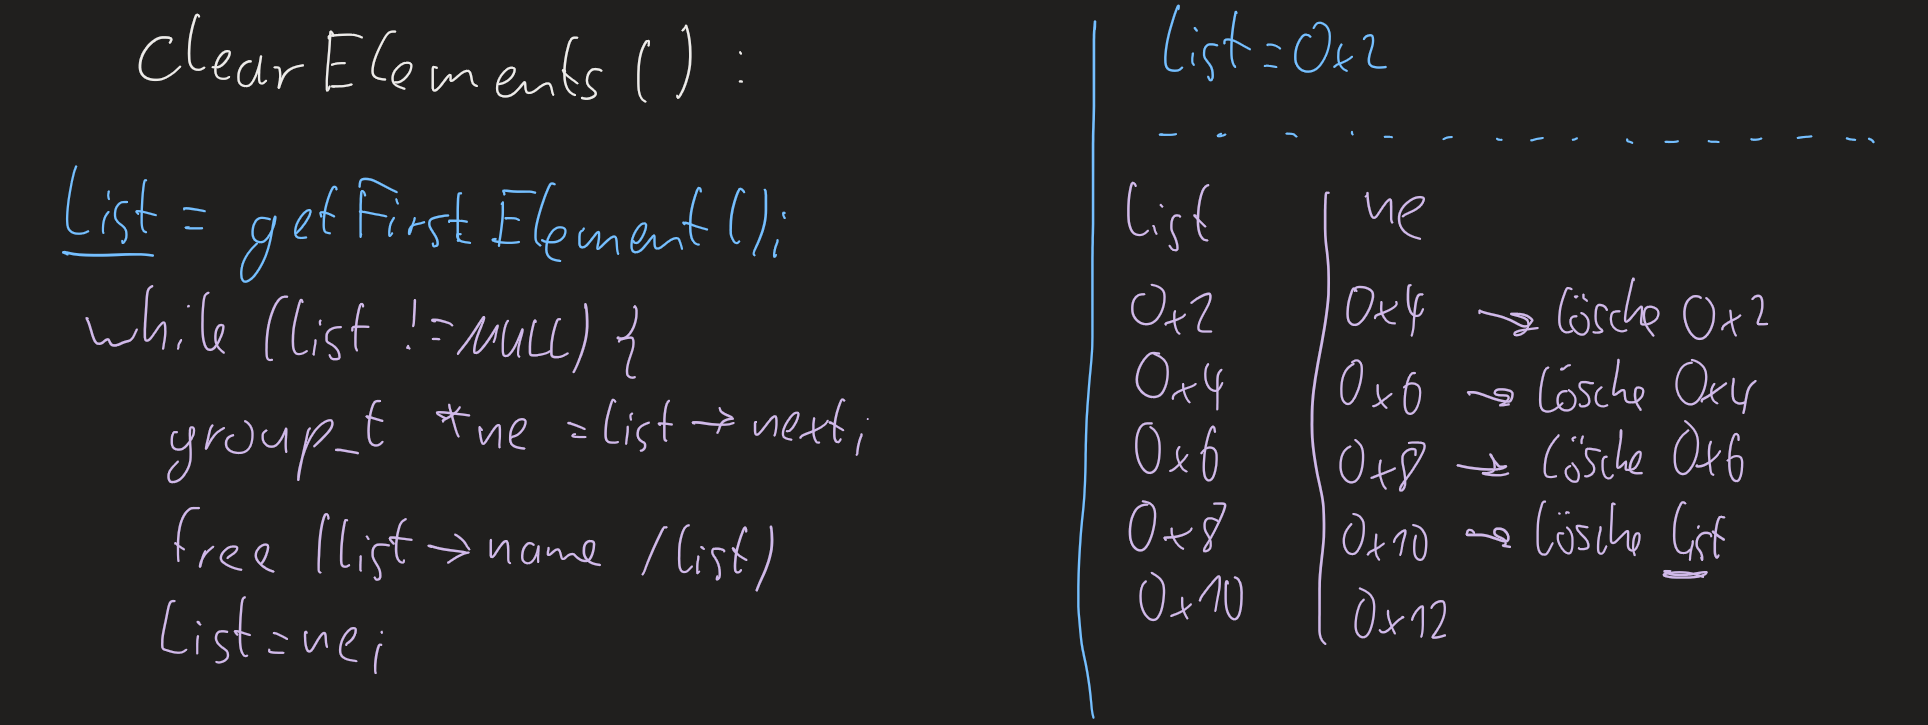 ClearElements():
List = getFirstElement();
while (list != NULL) {
group_t *ne = list → next;
free (list → name / list)
List = ne;
List = 0x2
list | ne
0x2 0x4 → lösche 0x2
0x4 0x6 → lösche 0x4
0x6 0x8 → lösche 0x6
0x8 0x10 → lösche list
0x10 0x12